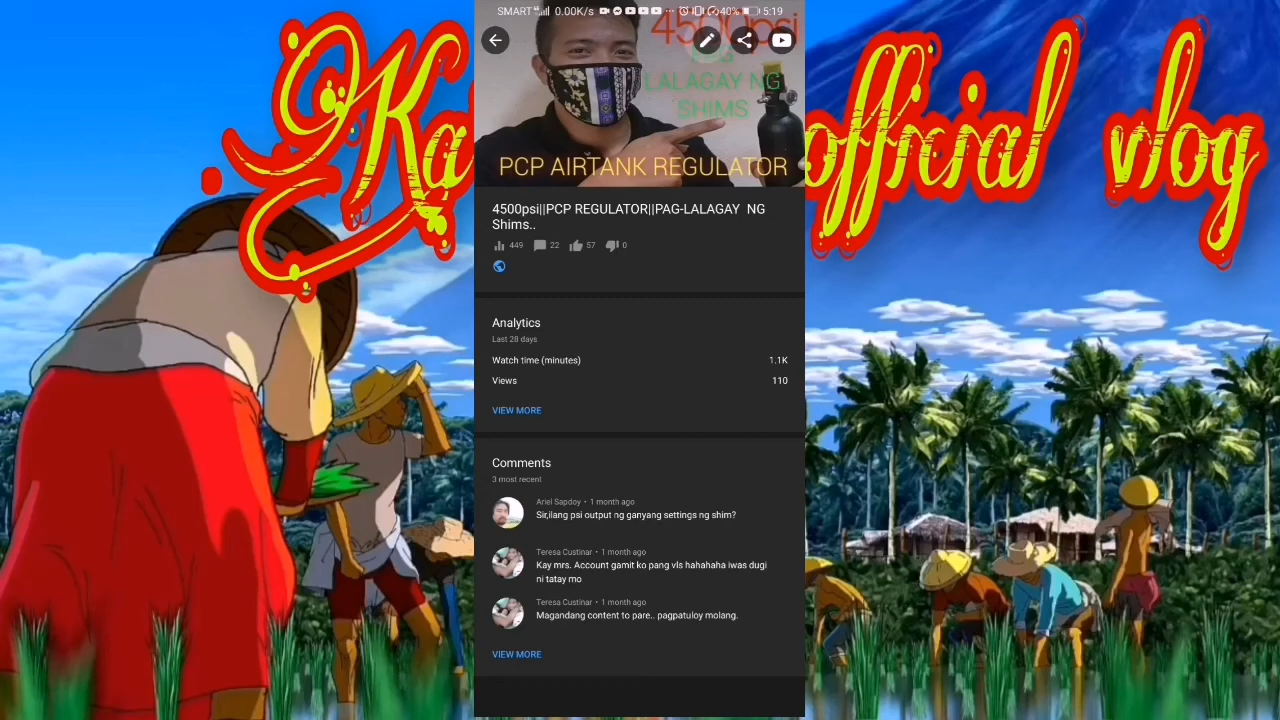 SMART 0.00K/s 40% 5:19
4500psi
LALAGAY NG
SHIMS
PCP AIRTANK REGULATOR
Ka
official vlog
4500psi||PCP REGULATOR||PAG-LALAGAY NG
Shims..
449 22 57 0
Analytics
Last 28 days
Watch time (minutes) 1.1K
Views 110
VIEW MORE
Comments
3 most recent
Ariel Sapdoy • 1 month ago
Sir,ilang psi output ng ganyang settings ng shim?
Teresa Custinar • 1 month ago
Kay mrs. Account gamit ko pang vls hahahaha iwas dugi
ni tatay mo
Teresa Custinar • 1 month ago
Magandang content to pare.. pagpatuloy molang.
VIEW MORE